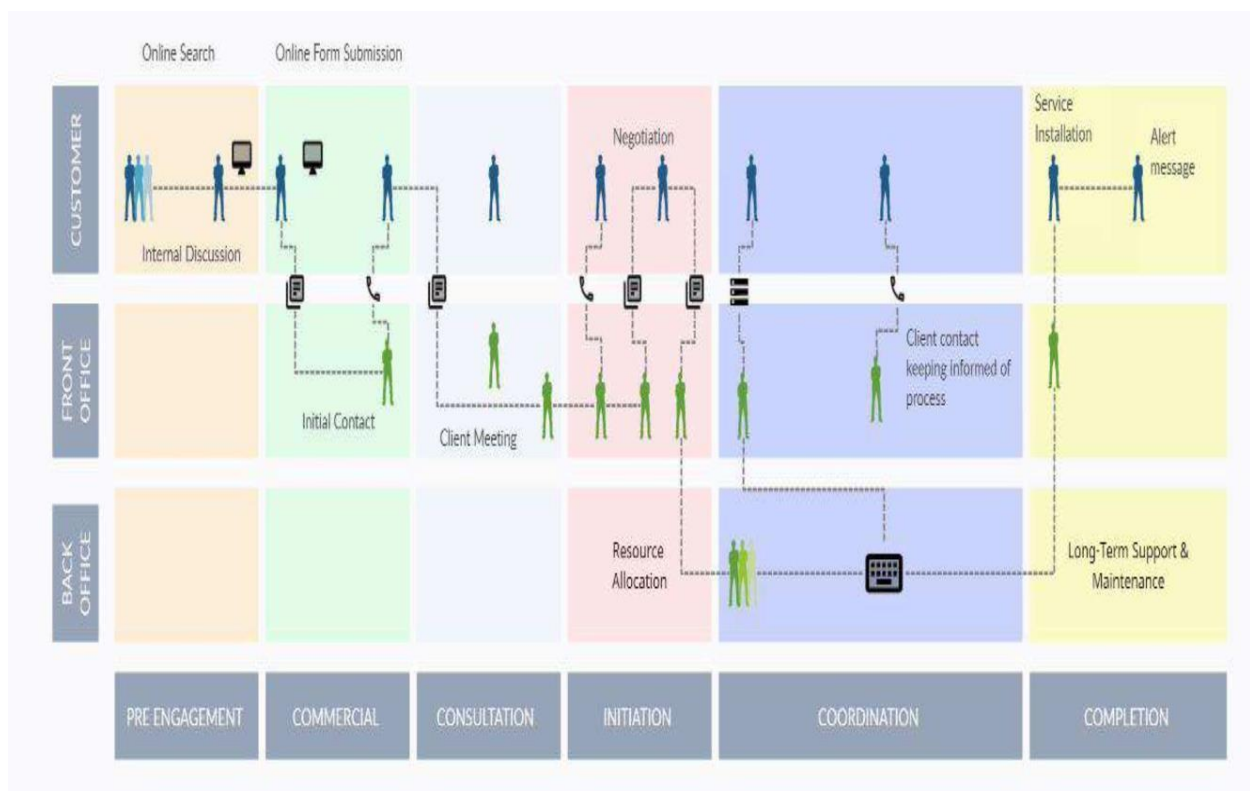 Online Search
Online Form Submission
CUSTOMER
Internal Discussion
Negotiation
Service
Installation
Alert
message
FRONT
OFFICE
Initial Contact
Client Meeting
Client contact
keeping informed of
process
BACK
OFFICE
Resource
Allocation
Long-Term Support &
Maintenance
PRE ENGAGEMENT
COMMERCIAL
CONSULTATION
INITIATION
COORDINATION
COMPLETION